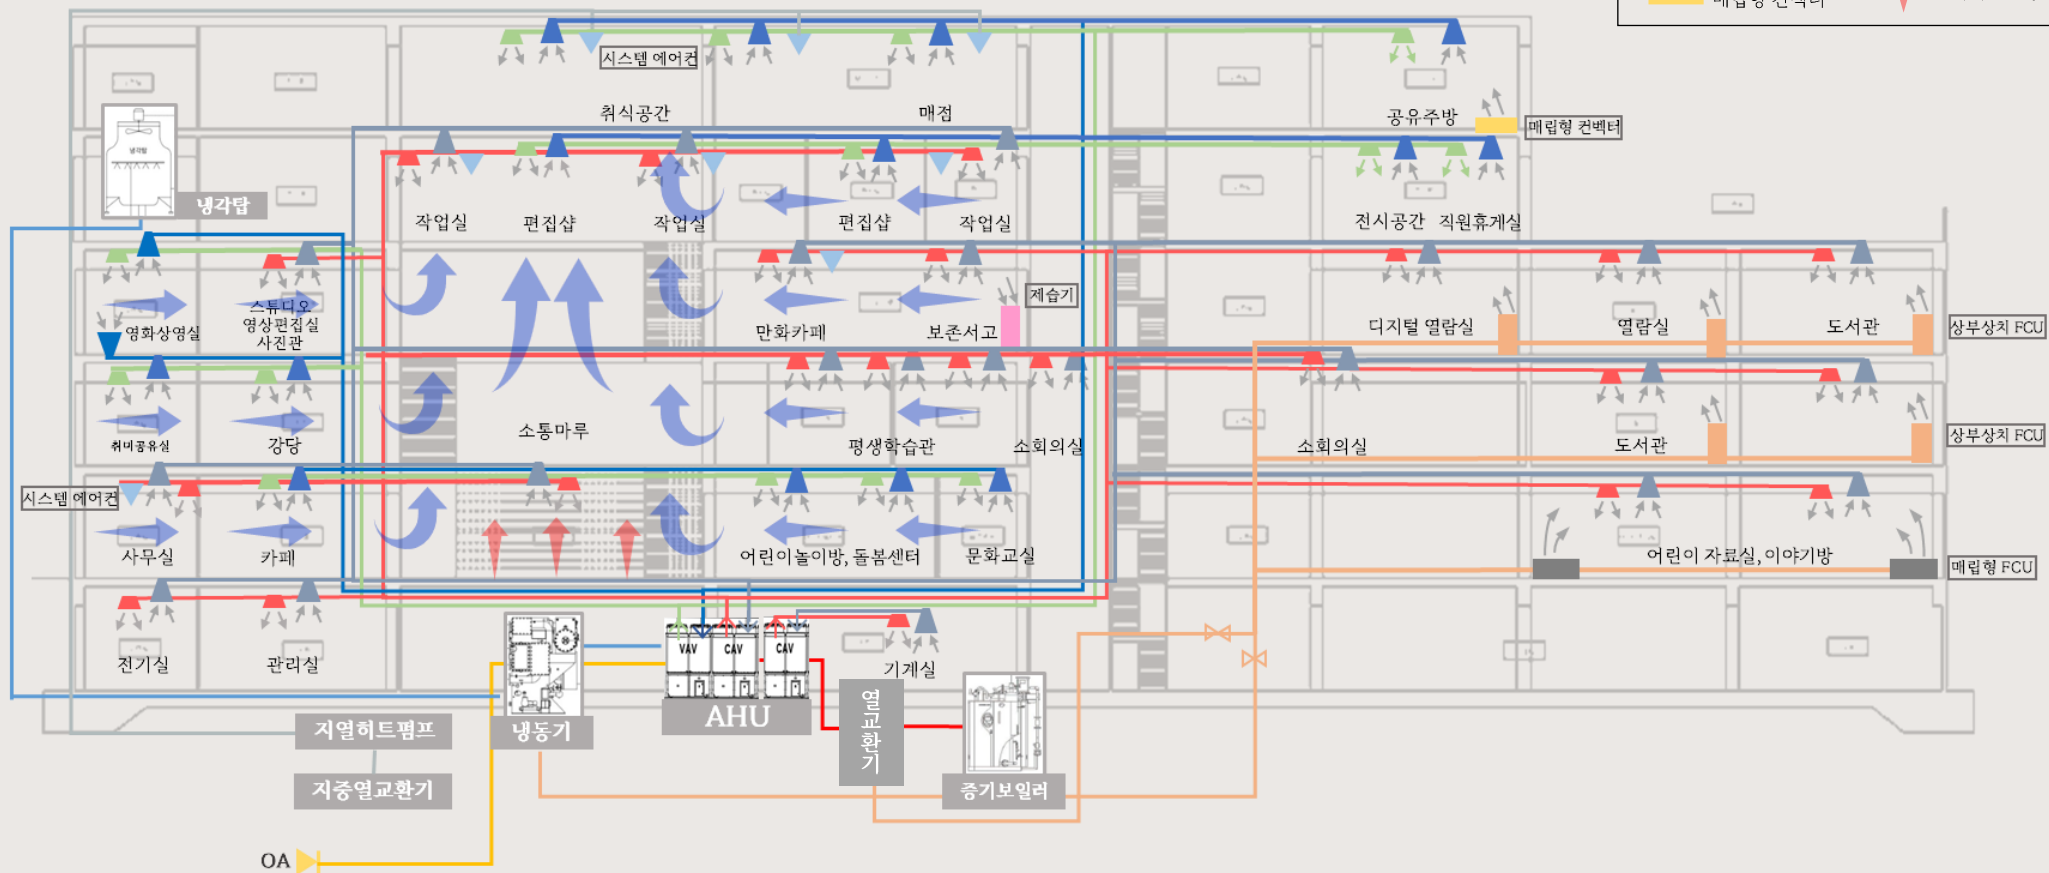 매립형 컨벡터
시스템 에어컨
취식공간
매점
공유주방
매립형 컨벡터
냉각탑
냉각탑
작업실
편집샵
작업실
편집샵
작업실
전시공간
직원휴게실
영화상영실
스튜디오
영상편집실
사진관
만화카페
보존서고
제습기
디지털 열람실
열람실
도서관
상부상치 FCU
취미공유실
강당
소통마루
평생학습관
소회의실
소회의실
도서관
상부상치 FCU
시스템 에어컨
사무실
카페
어린이놀이방, 돌봄센터
문화교실
어린이 자료실, 이야기방
매립형 FCU
전기실
관리실
VAV
CAV
CAV
기계실
지열히트펌프
냉동기
AHU
열교환기
증기보일러
지중열교환기
OA